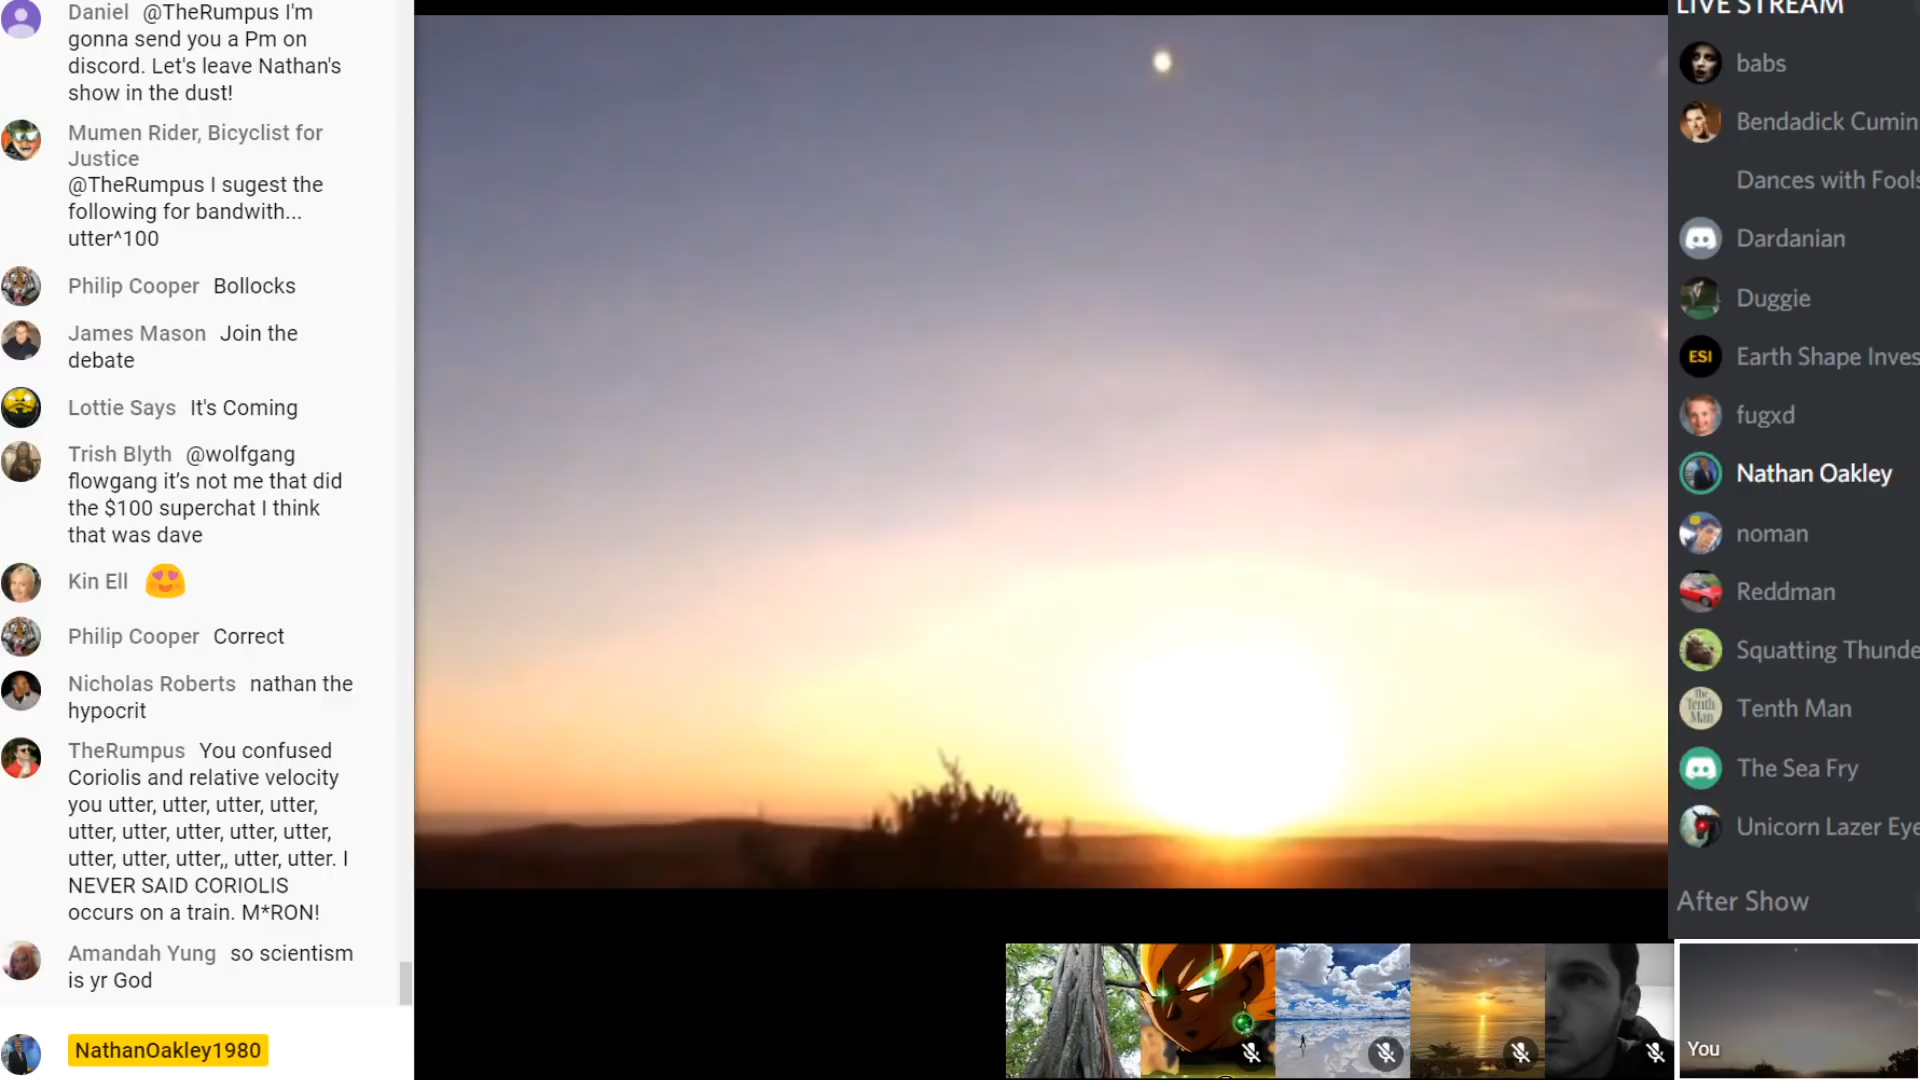 Daniel @TheRumpus I'm
gonna send you a Pm on
discord. Let's leave Nathan's
show in the dust!
Mumen Rider, Bicyclist for
Justice
@TheRumpus I sugest the
following for bandwith...
utter^100
Philip Cooper Bollocks
James Mason Join the
debate
Lottie Says It's Coming
Trish Blyth @wolfgang
flowgang it’s not me that did
the $100 superchat I think
that was dave
Kin Ell
Philip Cooper Correct
Nicholas Roberts nathan the
hypocrit
TheRumpus You confused
Coriolis and relative velocity
you utter, utter, utter, utter,
utter, utter, utter, utter, utter,
utter, utter, utter,, utter, utter. I
NEVER SAID CORIOLIS
occurs on a train. M*RON!
Amandah Yung so scientism
is yr God
NathanOakley1980
LIVE STREAM
babs
Bendadick Cumin
Dances with Fools
Dardanian
Duggie
ESI Earth Shape Inves
fugxd
Nathan Oakley
noman
Reddman
Squatting Thunde
The Tenth Man Tenth Man
The Sea Fry
Unicorn Lazer Eye
After Show
You